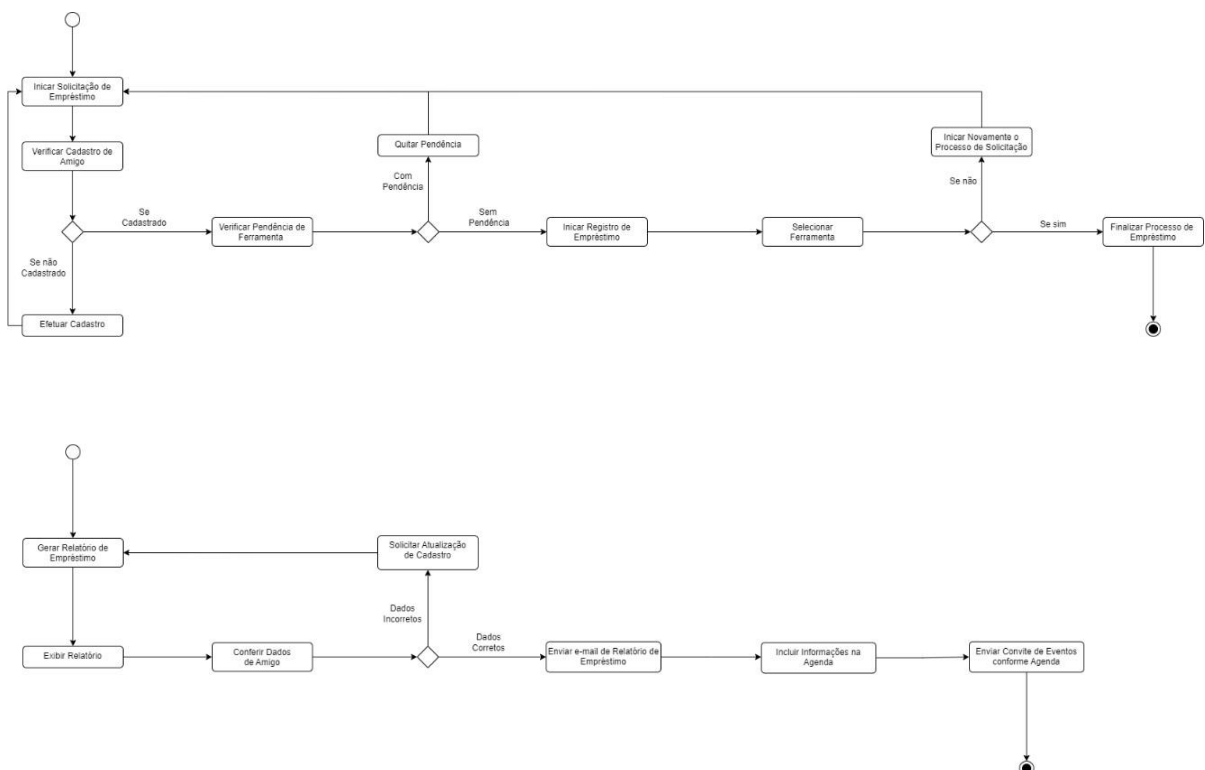 Inicar Solicitação de
Empréstimo
Verificar Cadastro de
Amigo
Quitar Pendência
Inicar Novamente o
Processo de Solicitação
Com
Pendência
Se não
Se
Cadastrado
Verificar Pendência de
Ferramenta
Sem
Pendência
Inicar Registro de
Empréstimo
Selecionar
Ferramenta
Se sim
Finalizar Processo de
Empréstimo
Se não
Cadastrado
Efetuar Cadastro
Gerar Relatório de
Empréstimo
Solicitar Atualização
de Cadastro
Dados
Incorretos
Exibir Relatório
Conferir Dados
de Amigo
Dados
Corretos
Enviar e-mail de Relatório de
Empréstimo
Incluir Informações na
Agenda
Enviar Convite de Eventos
conforme Agenda